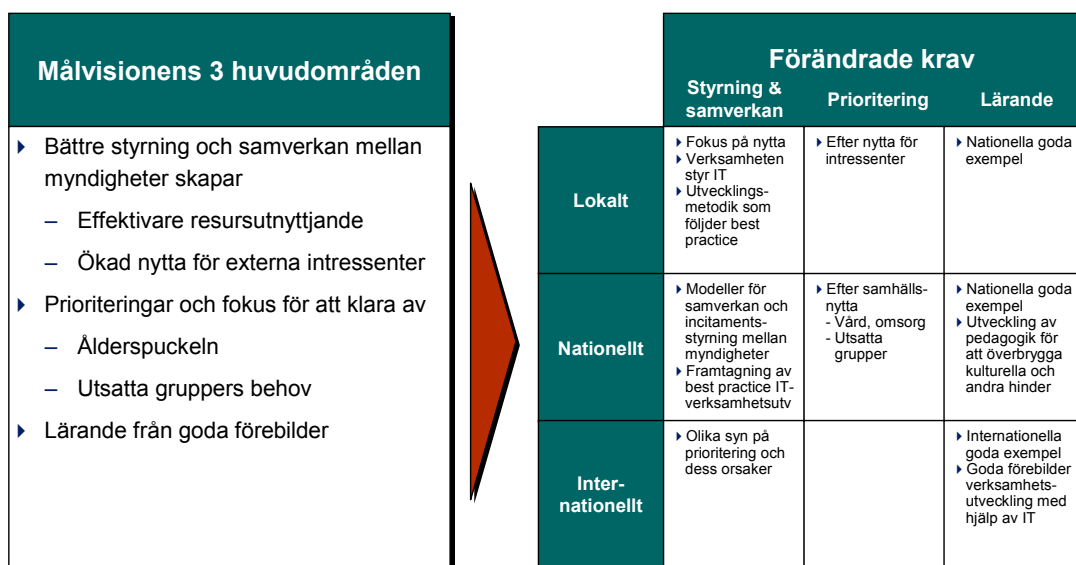 Målvisionens 3 huvudområden
Bättre styrning och samverkan mellan
myndigheter skapar
– Effektivare resursutnyttjande
– Ökad nytta för externa intressenter
Prioriteringar och fokus för att klara av
– Ålderspuckeln
– Utsatta gruppers behov
Lärande från goda förebilder
Förändrade krav
Styrning &
samverkan
Prioritering
Lärande
Lokalt
Fokus på nytta
Verksamheten
styr IT
Utvecklings-
metodik som
följder best
practice
Efter nytta för
intressenter
Nationella goda
exempel
Nationellt
Modeller för
samverkan och
incitaments-
styrning mellan
myndigheter
Framtagning av
best practice IT-
verksamhetsutv
Efter samhälls-
nytta
- Vård, omsorg
- Utsatta
grupper
Nationella goda
exempel
Utveckling av
pedagogik för
att överbrygga
kulturella och
andra hinder
Inter-
nationellt
Olika syn på
prioritering och
dess orsaker
Internationella
goda exempel
Goda förebilder
verksamhets-
utveckling med
hjälp av IT